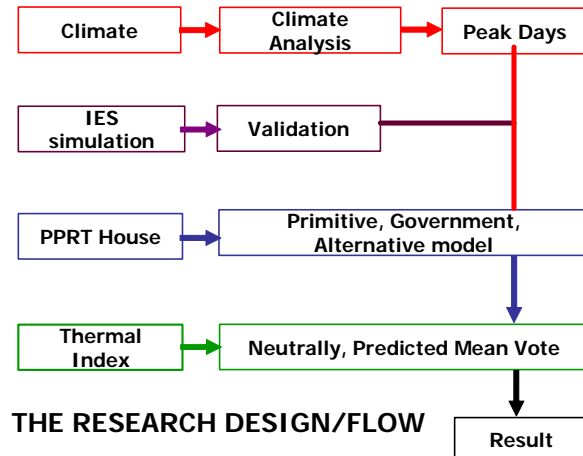 Climate
Climate
Analysis
Peak Days
IES
simulation
Validation
PPRT House
Primitive, Government,
Alternative model
Thermal
Index
Neutrally, Predicted Mean Vote
THE RESEARCH DESIGN/FLOW
Result